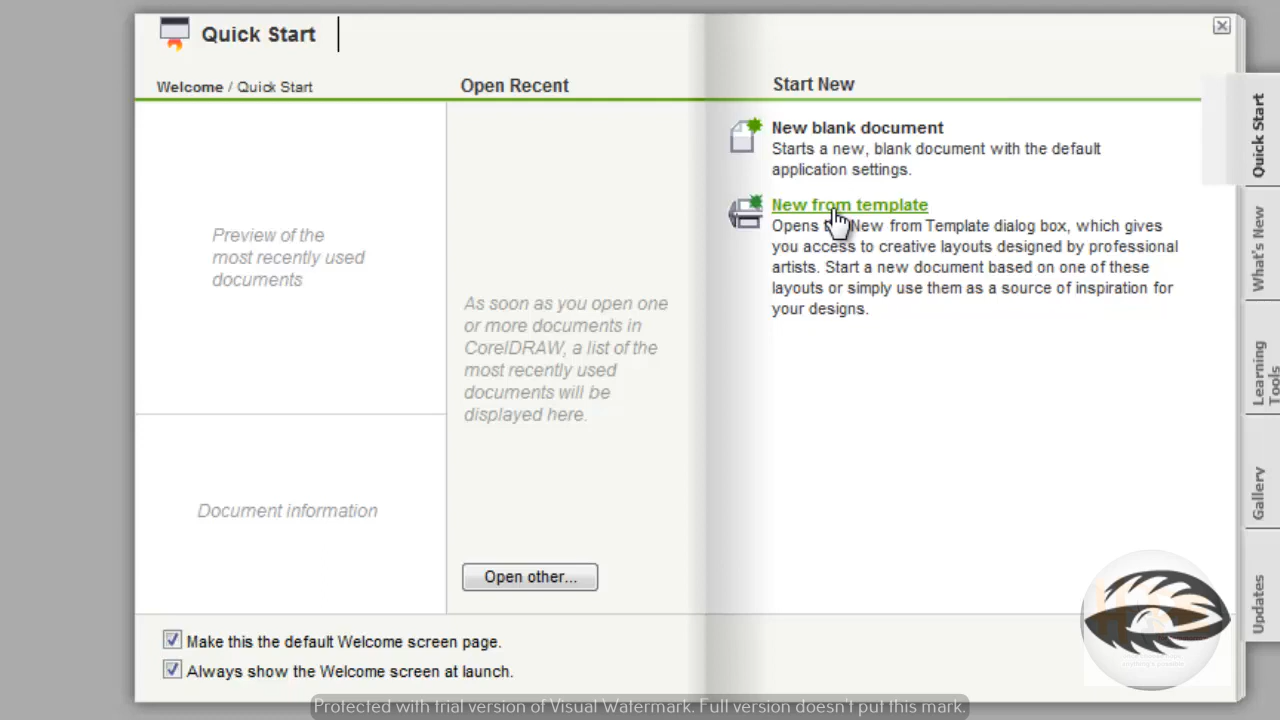 Quick Start
Welcome / Quick Start
Open Recent
Start New
Preview of the
most recently used
documents
Document information
As soon as you open one
or more documents in
CorelDRAW, a list of the
most recently used
documents will be
displayed here.
Open other...
New blank document
Starts a new, blank document with the default
application settings.
New from template
Opens New from Template dialog box, which gives
you access to creative layouts designed by professional
artists. Start a new document based on one of these
layouts or simply use them as a source of inspiration for
your designs.
Quick Start
What's New
Learning
Tools
Gallery
Updates
Make this the default Welcome screen page.
Always show the Welcome screen at launch.
Protected with trial version of Visual Watermark. Full version doesn't put this mark.